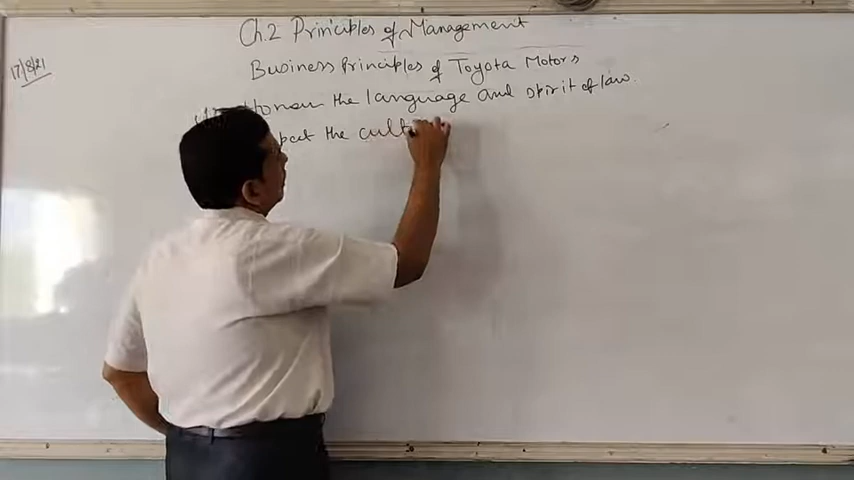 Ch.2 Principles of Management
17/8/21
Business principles of Toyota Motors
Honour the language and spirit of law.
pect the cult